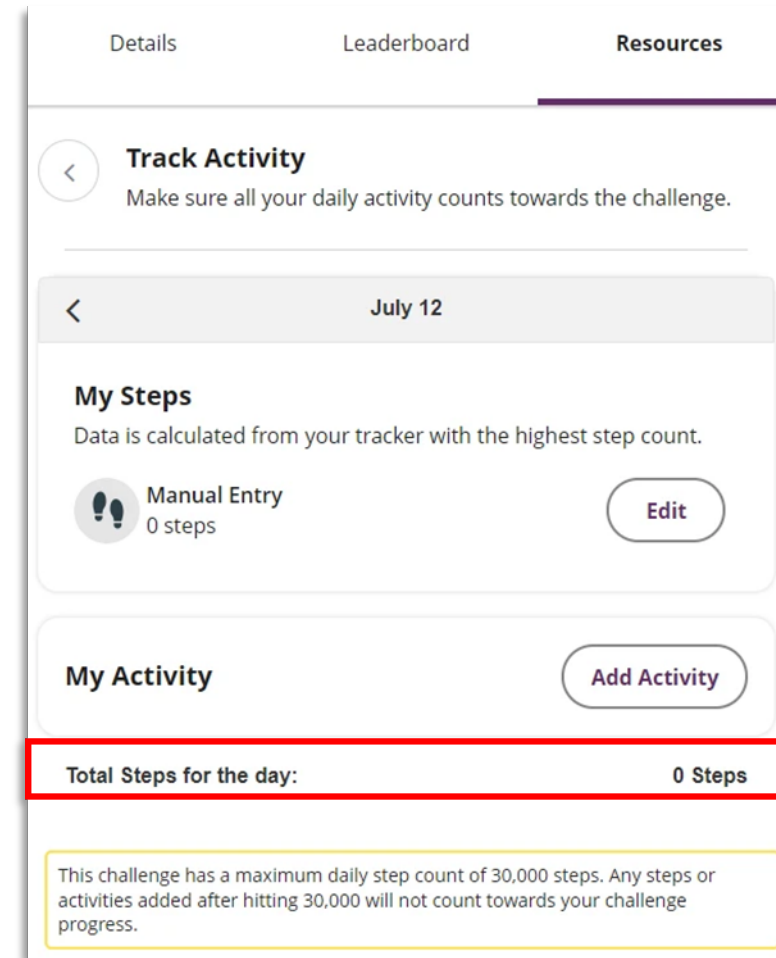 Details Leaderboard Resources
Track Activity
Make sure all your daily activity counts towards the challenge.
July 12
My Steps
Data is calculated from your tracker with the highest step count.
Manual Entry
0 steps
Edit
My Activity
Add Activity
Total Steps for the day: 0 Steps
This challenge has a maximum daily step count of 30,000 steps. Any steps or
activities added after hitting 30,000 will not count towards your challenge
progress.